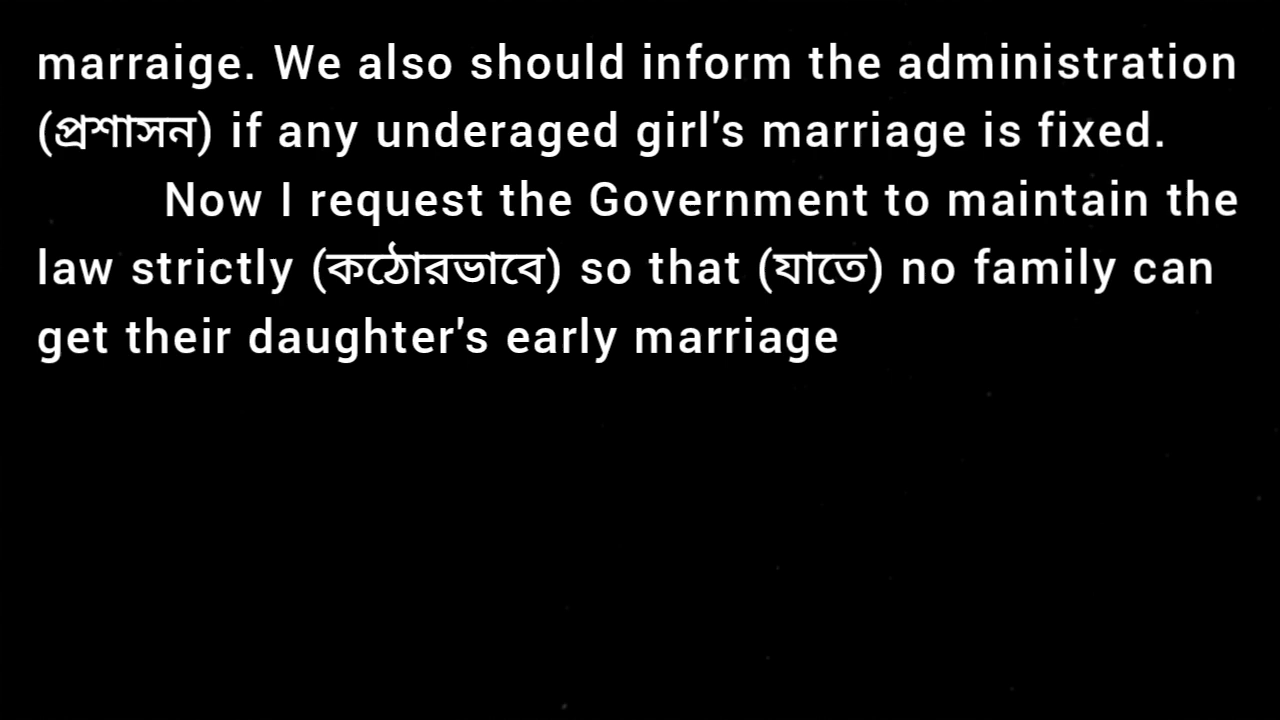 marraige. We also should inform the administration
(প্রশাসন) if any underaged girl's marriage is fixed.
Now I request the Government to maintain the
law strictly (কঠোরভাবে) so that (যাতে) no family can
get their daughter's early marriage